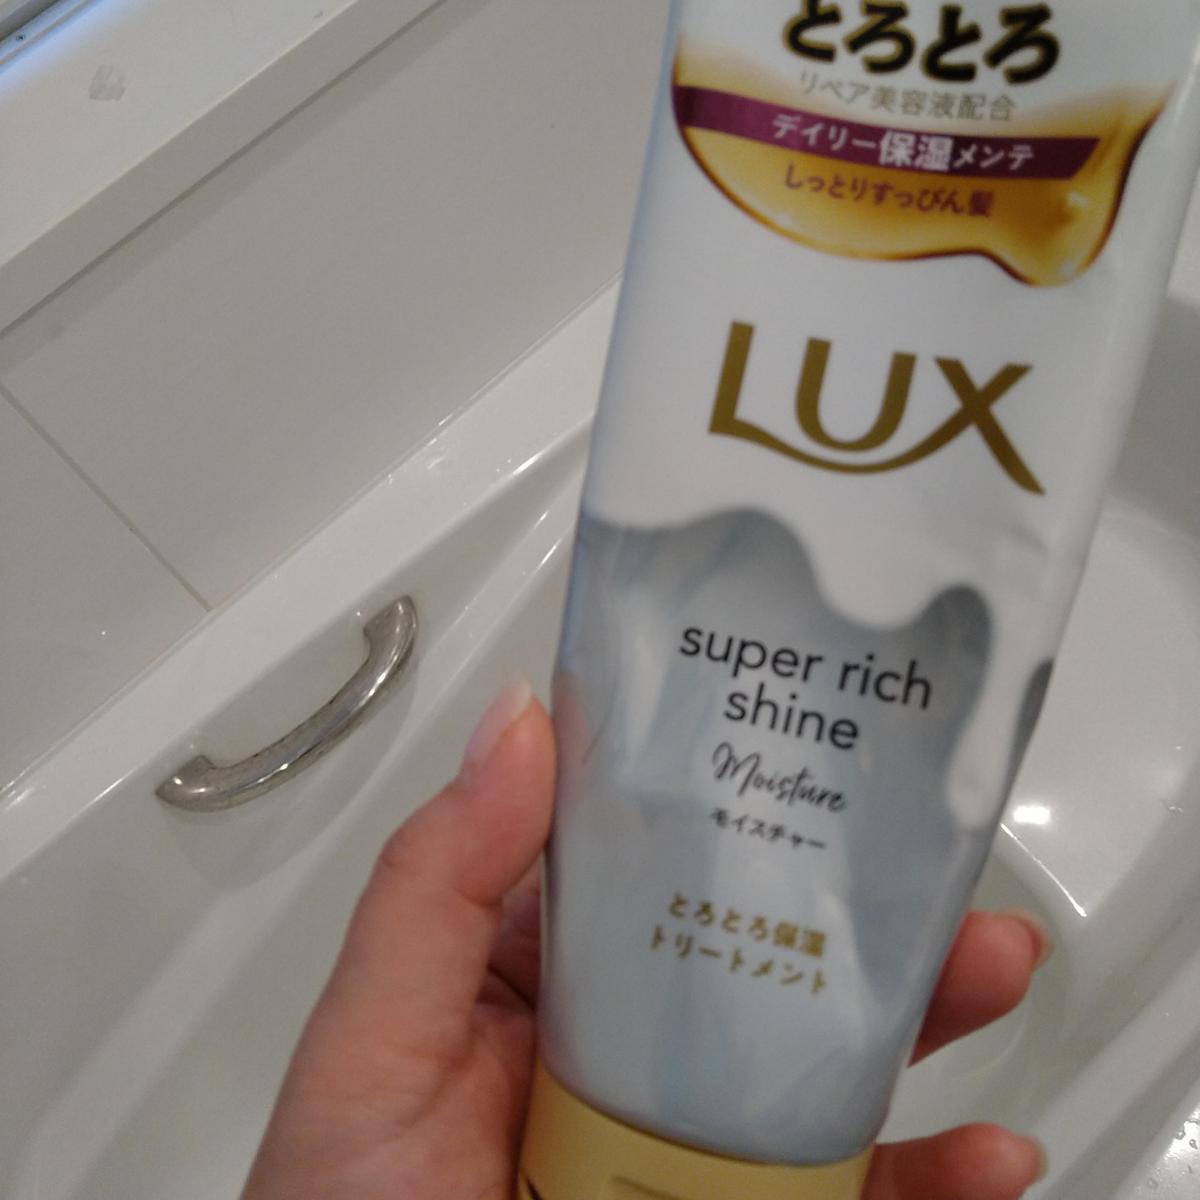 とろとろ
リペア美容液配合
デイリー保湿メンテ
しっとりすっぴん髪
LUX
super rich
shine
Moisture
モイスチャー
とろとろ保湿
トリートメント